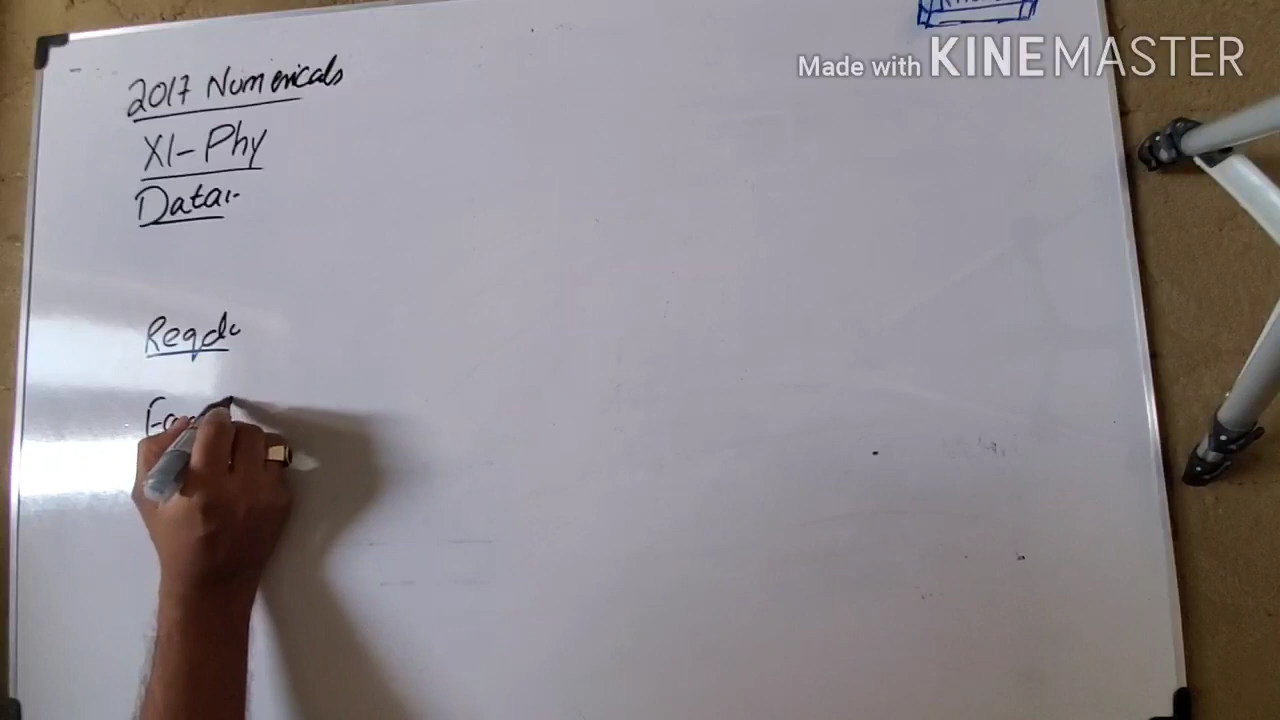 Made with KINEMASTER
2017 Numericals
XI-Phy
Data:-
Reqd: